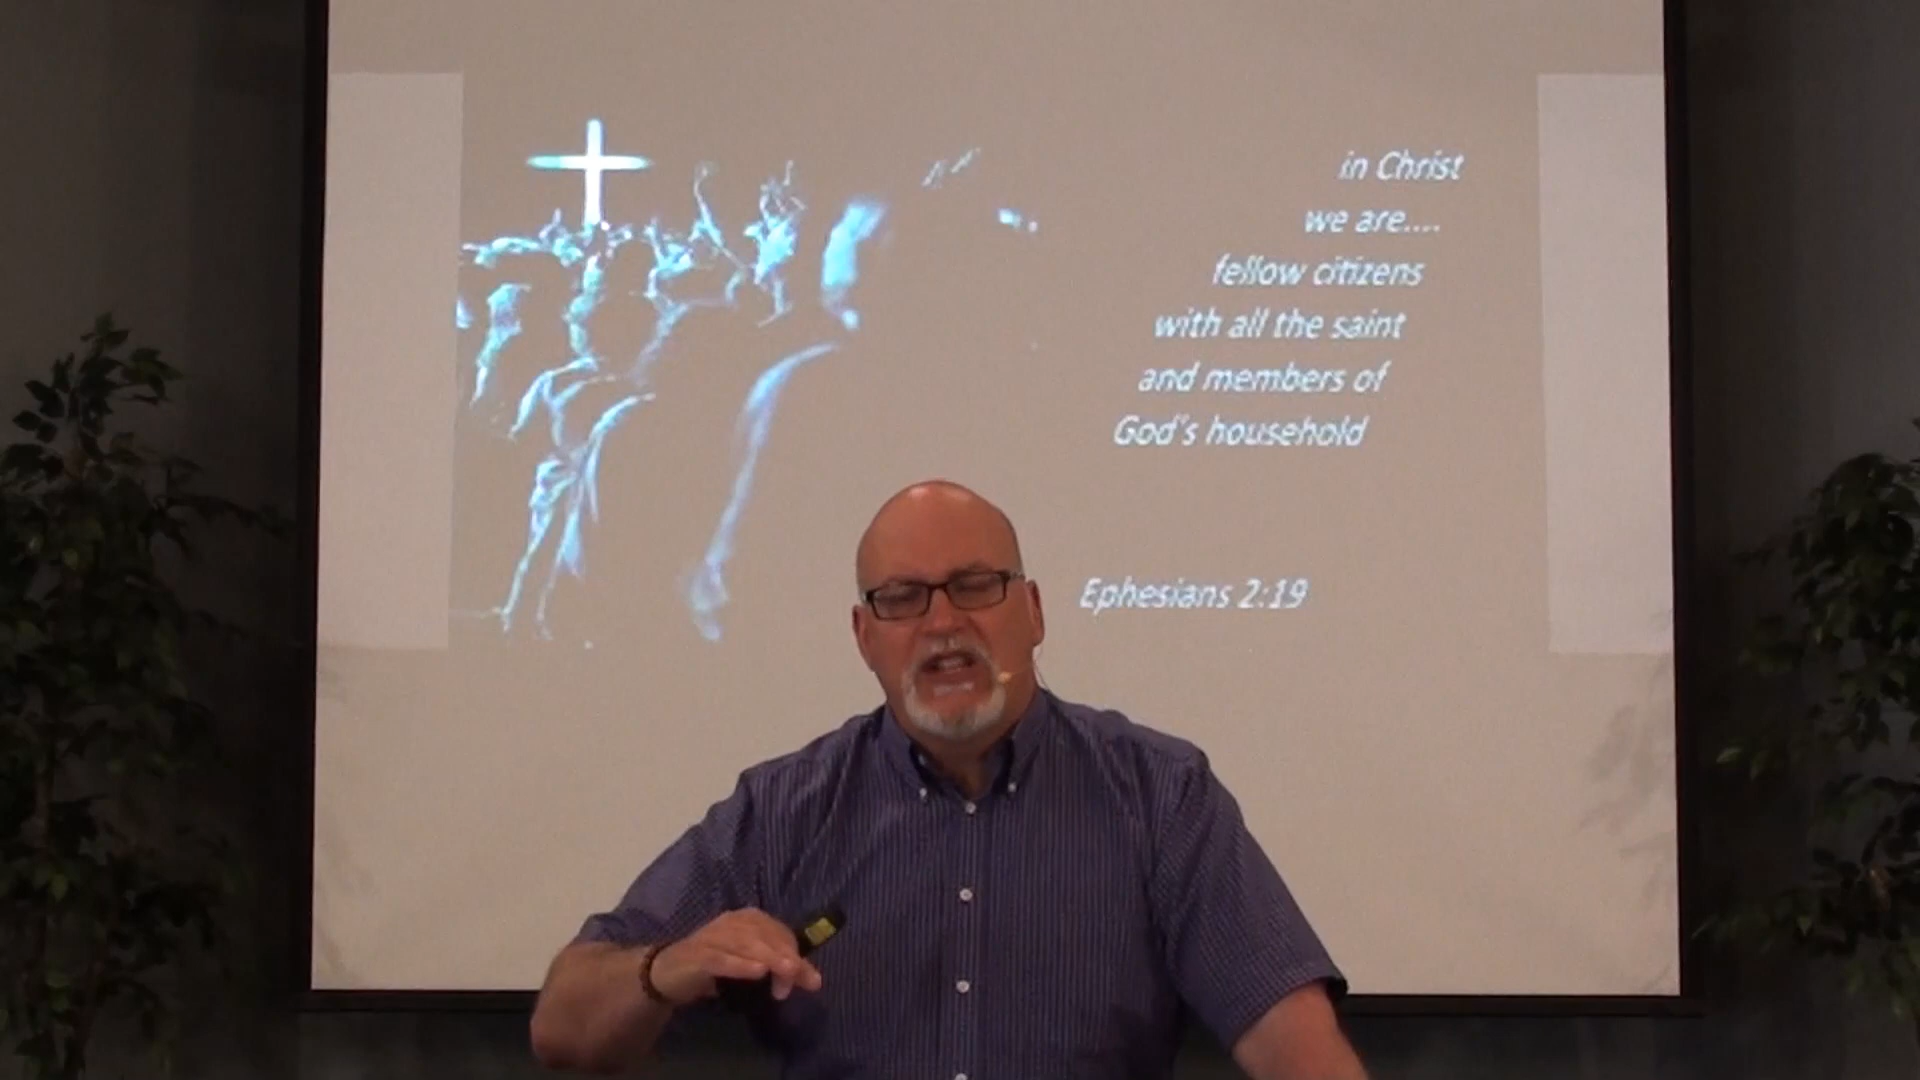 in Christ
we are....
fellow citizens
with all the saint
and members of
God's household
Ephesians 2:19